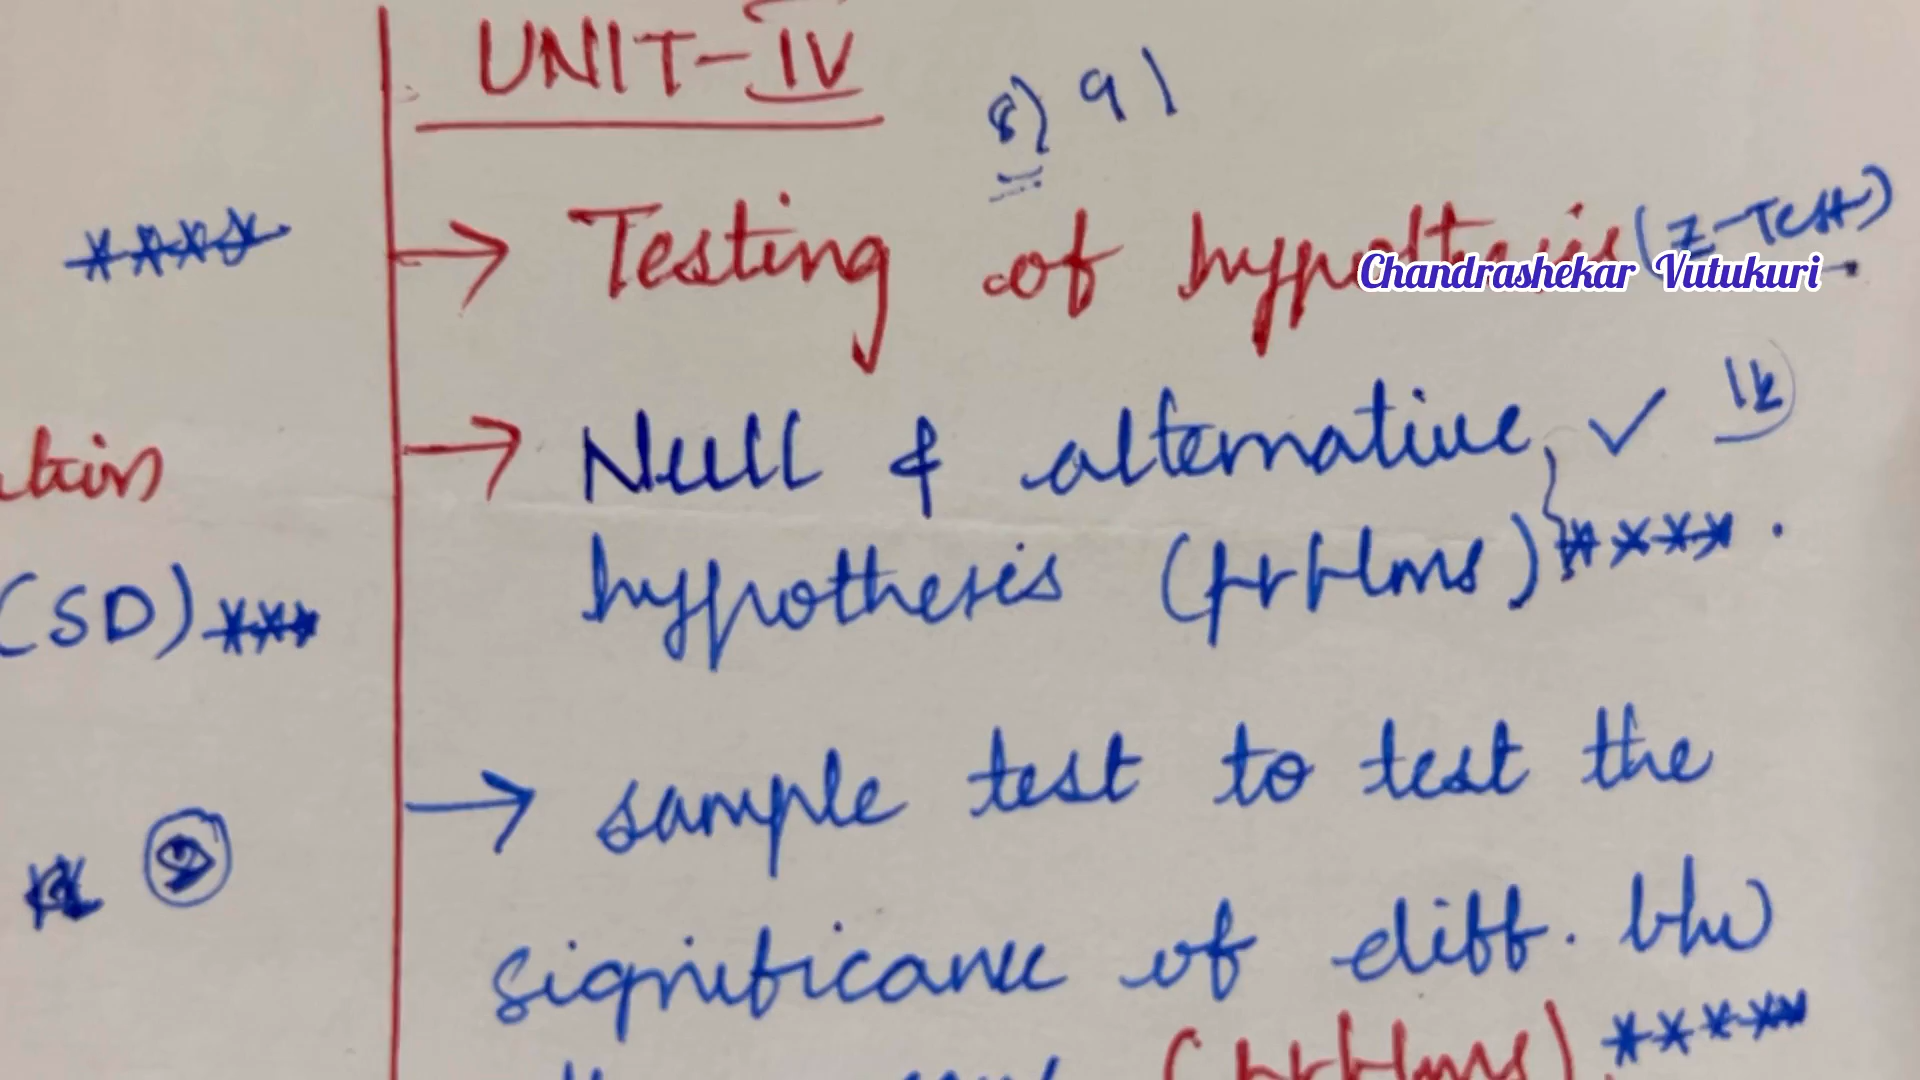 UNIT-IV
8) 9)
**** → Testing of hypothesis (Z-Test)
Chandrashekar Vutukuri
→ Null & alternative ✓
hypothesis (prblms) ****
(SD) ***
→ sample test to test the
significance of diff. b/w
(prblms) *****